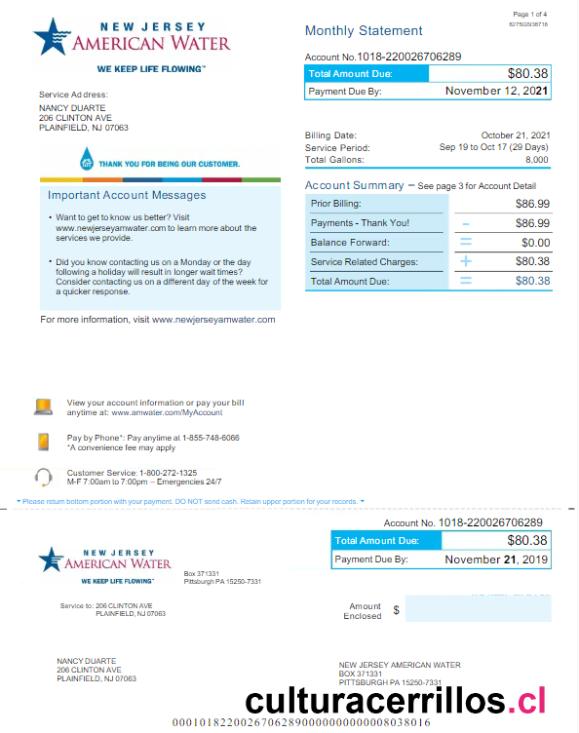 Page 1 of 4
NEW JERSEY
AMERICAN WATER
WE KEEP LIFE FLOWING™
Monthly Statement
Account No.1018-220026706289
Total Amount Due: $80.38
Payment Due By: November 12, 2021
Service Address:
NANCY DUARTE
206 CLINTON AVE
PLAINFIELD, NJ 07063
Billing Date: October 21, 2021
Service Period: Sep 19 to Oct 17 (29 Days)
Total Gallons: 8,000
THANK YOU FOR BEING OUR CUSTOMER.
Important Account Messages
• Want to get to know us better? Visit
www.newjerseyamwater.com to learn more about the
services we provide.
• Did you know contacting us on a Monday or the day
following a holiday will result in longer wait times?
Consider contacting us on a different day of the week for
a quicker response.
For more information, visit www.newjerseyamwater.com
Account Summary – See page 3 for Account Detail
Prior Billing: $86.99
Payments - Thank You! - $86.99
Balance Forward: = $0.00
Service Related Charges: + $80.38
Total Amount Due: = $80.38
View your account information or pay your bill
anytime at: www.amwater.com/MyAccount
Pay by Phone*: Pay anytime at 1-855-748-6066
*A convenience fee may apply
Customer Service: 1-800-272-1325
M-F 7:00am to 7:00pm – Emergencies 24/7
Please return bottom portion with your payment. DO NOT send cash. Retain upper portion for your records.
Account No. 1018-220026706289
Total Amount Due: $80.38
Payment Due By: November 21, 2019
NEW JERSEY
AMERICAN WATER
WE KEEP LIFE FLOWING™
Box 371331
Pittsburgh PA 15250-7331
Service to: 206 CLINTON AVE
PLAINFIELD, NJ 07063
Amount
Enclosed $
NANCY DUARTE
206 CLINTON AVE
PLAINFIELD, NJ 07063
NEW JERSEY AMERICAN WATER
BOX 371331
PITTSBURGH PA 15250-7331
culturacerrillos.cl